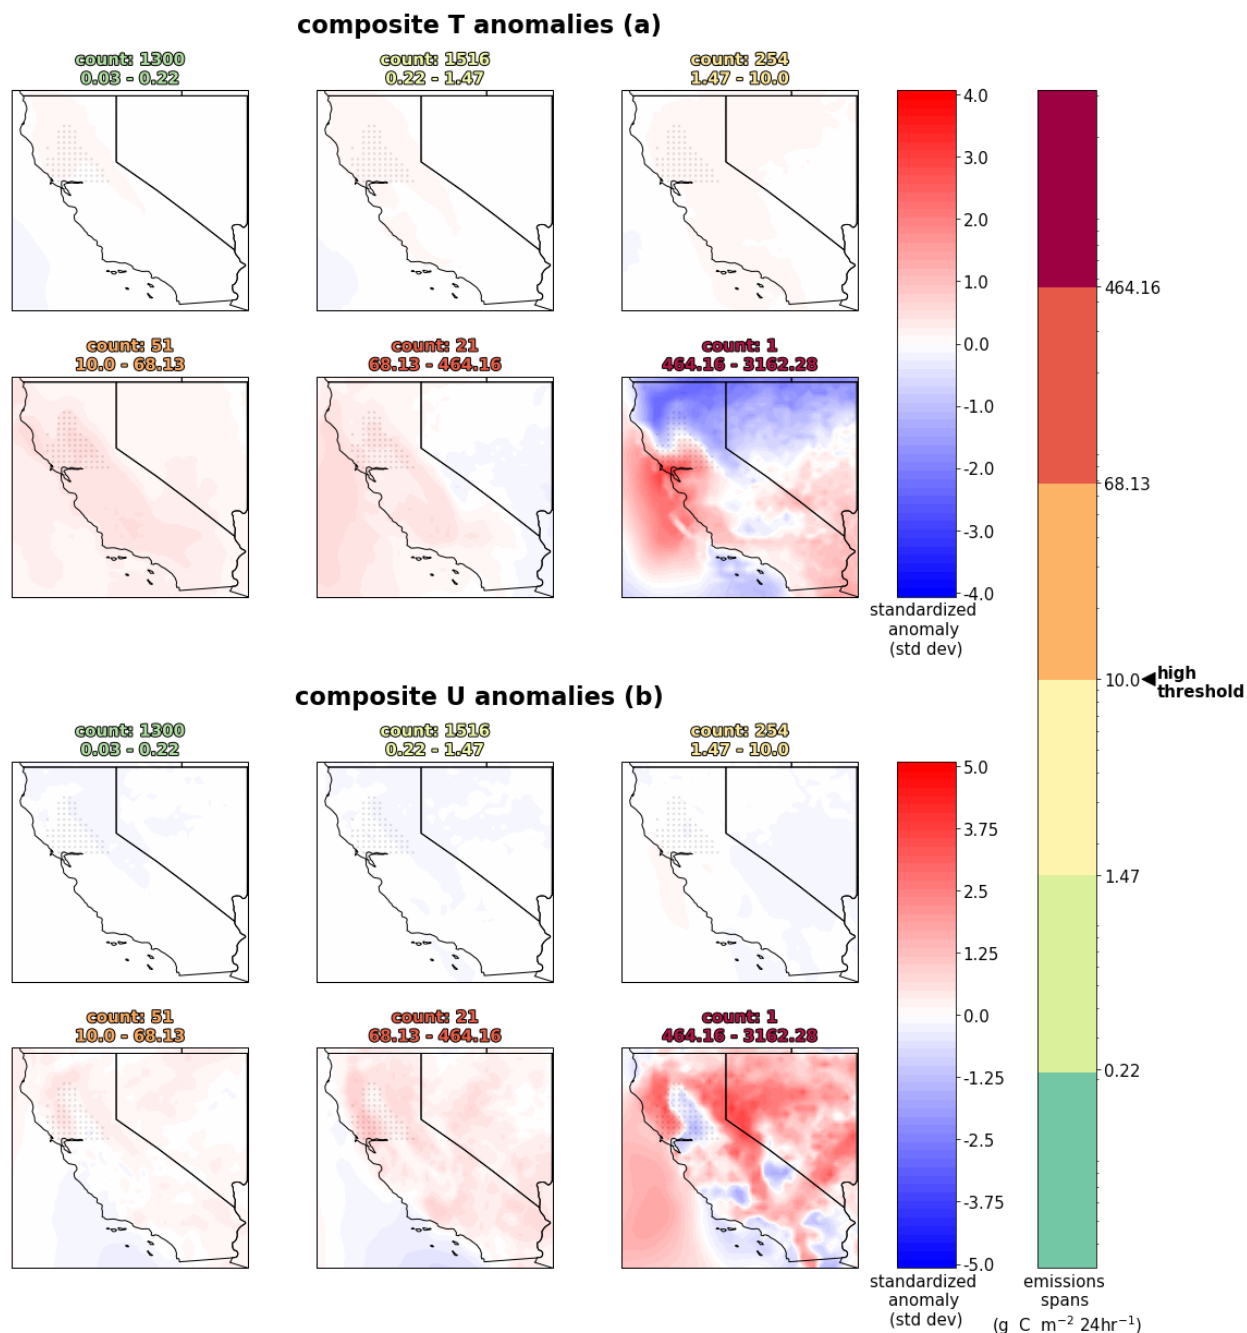 composite T anomalies (a)
count: 1300
0.03 - 0.22
count: 1516
0.22 - 1.47
count: 254
1.47 - 10.0
count: 51
10.0 - 68.13
count: 21
68.13 - 464.16
count: 1
464.16 - 3162.28
4.0
3.0
2.0
1.0
0.0
-1.0
-2.0
-3.0
-4.0
standardized
anomaly
(std dev)
composite U anomalies (b)
count: 1300
0.03 - 0.22
count: 1516
0.22 - 1.47
count: 254
1.47 - 10.0
count: 51
10.0 - 68.13
count: 21
68.13 - 464.16
count: 1
464.16 - 3162.28
5.0
3.75
2.5
1.25
0.0
-1.25
-2.5
-3.75
-5.0
standardized
anomaly
(std dev)
464.16
68.13
10.0
high
threshold
1.47
0.22
emissions
spans
(g C m⁻² 24hr⁻¹)